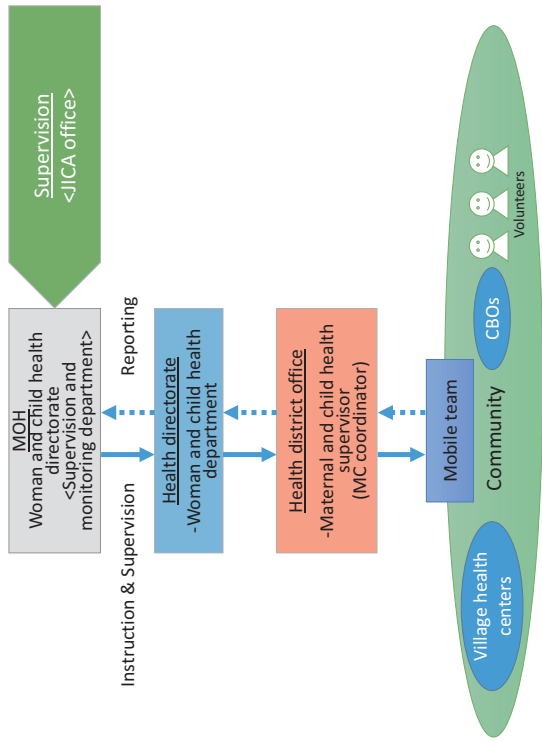 MOH
Woman and child health
directorate
<Supervision and
monitoring department>
Supervision
<JICA office>
Instruction & Supervision
Reporting
Health directorate
-Woman and child health
department
Health district office
-Maternal and child health
supervisor
(MC coordinator)
Mobile team
Community
Village health
centers
CBOs
Volunteers